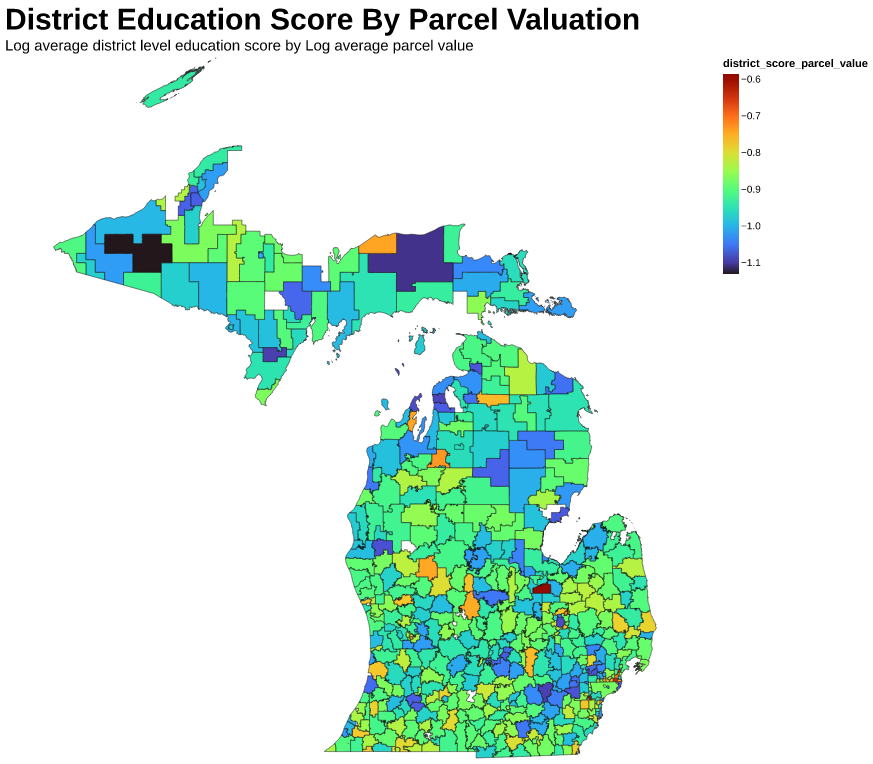 District Education Score By Parcel Valuation
Log average district level education score by Log average parcel value
district_score_parcel_value
−0.6
−0.7
−0.8
−0.9
−1.0
−1.1